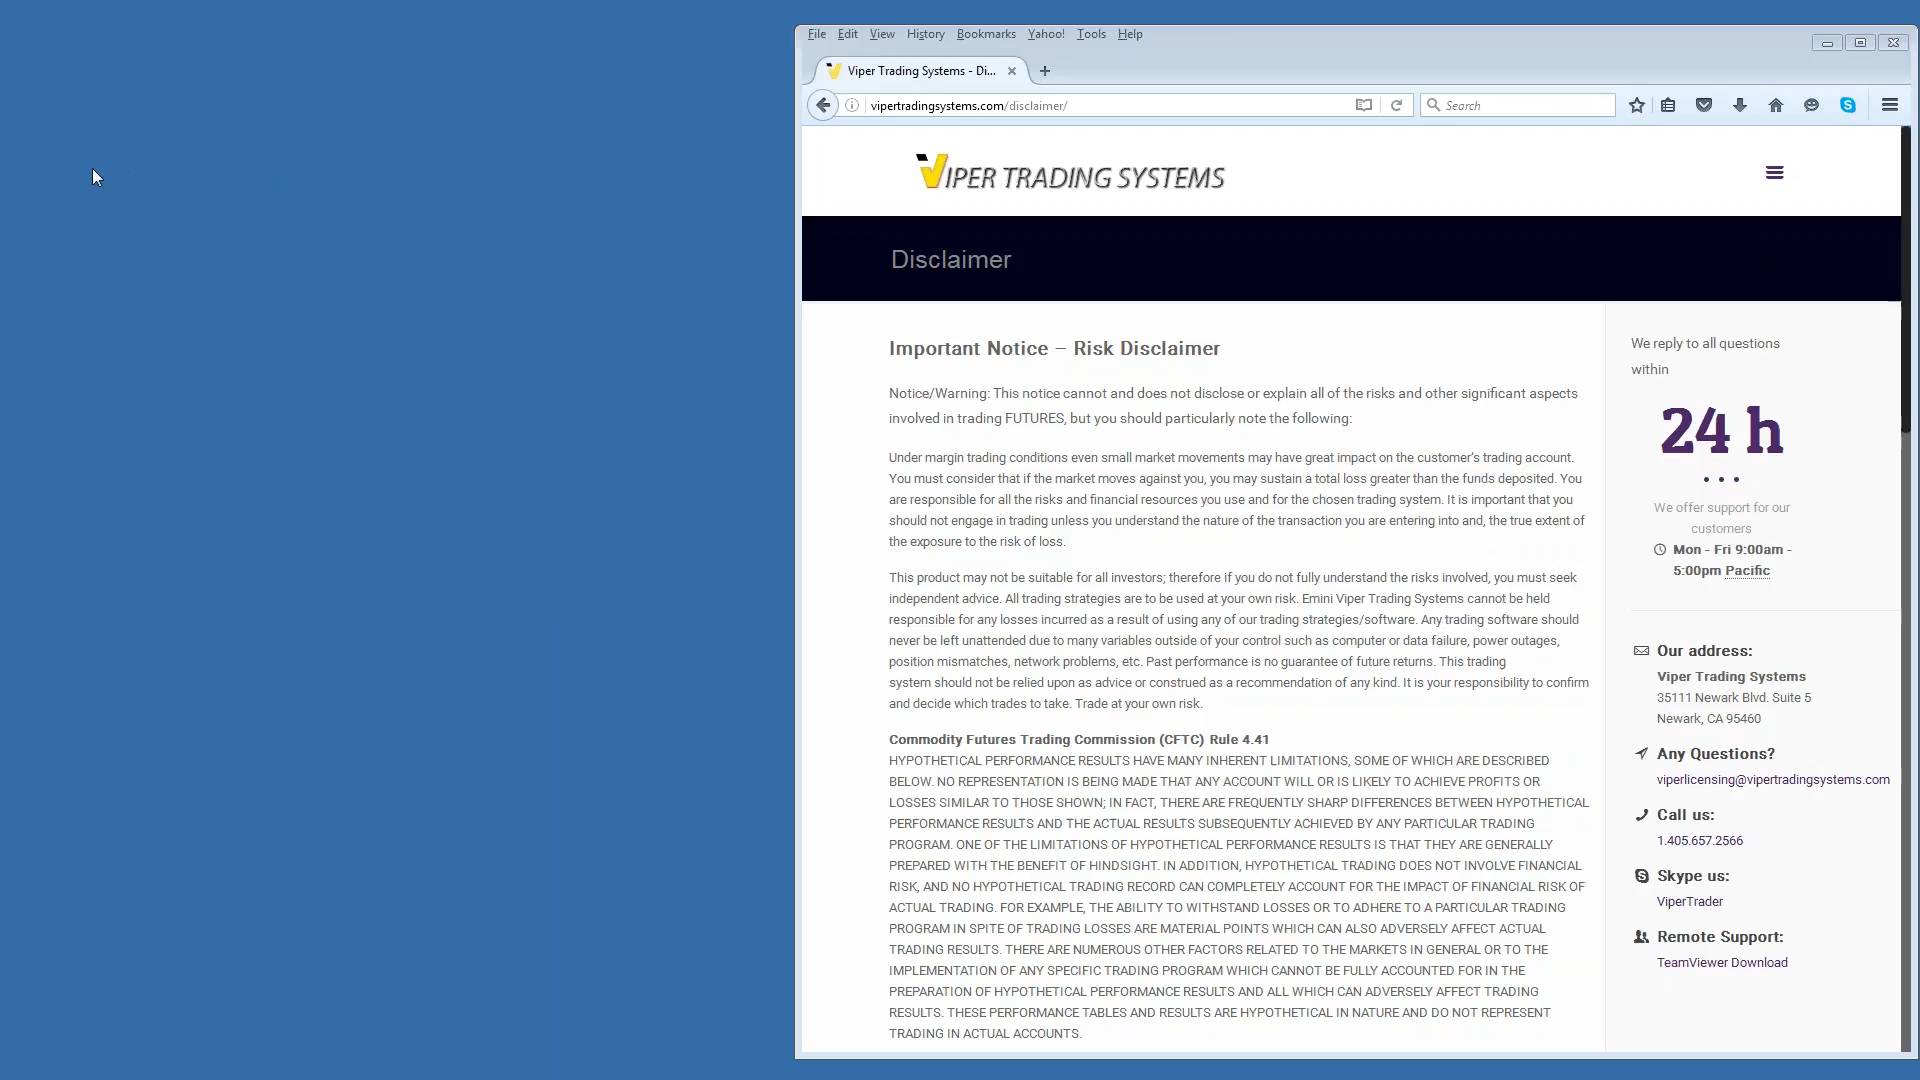 File Edit View History Bookmarks Yahoo! Tools Help
Viper Trading Systems - Di...
vipertradingsystems.com/disclaimer/
Search
VIPER TRADING SYSTEMS
Disclaimer
Important Notice – Risk Disclaimer
Notice/Warning: This notice cannot and does not disclose or explain all of the risks and other significant aspects
involved in trading FUTURES, but you should particularly note the following:
Under margin trading conditions even small market movements may have great impact on the customer's trading account.
You must consider that if the market moves against you, you may sustain a total loss greater than the funds deposited. You
are responsible for all the risks and financial resources you use and for the chosen trading system. It is important that you
should not engage in trading unless you understand the nature of the transaction you are entering into and, the true extent of
the exposure to the risk of loss.
This product may not be suitable for all investors; therefore if you do not fully understand the risks involved, you must seek
independent advice. All trading strategies are to be used at your own risk. Emini Viper Trading Systems cannot be held
responsible for any losses incurred as a result of using any of our trading strategies/software. Any trading software should
never be left unattended due to many variables outside of your control such as computer or data failure, power outages,
position mismatches, network problems, etc. Past performance is no guarantee of future returns. This trading
system should not be relied upon as advice or construed as a recommendation of any kind. It is your responsibility to confirm
and decide which trades to take. Trade at your own risk.
Commodity Futures Trading Commission (CFTC) Rule 4.41
HYPOTHETICAL PERFORMANCE RESULTS HAVE MANY INHERENT LIMITATIONS, SOME OF WHICH ARE DESCRIBED
BELOW. NO REPRESENTATION IS BEING MADE THAT ANY ACCOUNT WILL OR IS LIKELY TO ACHIEVE PROFITS OR
LOSSES SIMILAR TO THOSE SHOWN; IN FACT, THERE ARE FREQUENTLY SHARP DIFFERENCES BETWEEN HYPOTHETICAL
PERFORMANCE RESULTS AND THE ACTUAL RESULTS SUBSEQUENTLY ACHIEVED BY ANY PARTICULAR TRADING
PROGRAM. ONE OF THE LIMITATIONS OF HYPOTHETICAL PERFORMANCE RESULTS IS THAT THEY ARE GENERALLY
PREPARED WITH THE BENEFIT OF HINDSIGHT. IN ADDITION, HYPOTHETICAL TRADING DOES NOT INVOLVE FINANCIAL
RISK, AND NO HYPOTHETICAL TRADING RECORD CAN COMPLETELY ACCOUNT FOR THE IMPACT OF FINANCIAL RISK OF
ACTUAL TRADING. FOR EXAMPLE, THE ABILITY TO WITHSTAND LOSSES OR TO ADHERE TO A PARTICULAR TRADING
PROGRAM IN SPITE OF TRADING LOSSES ARE MATERIAL POINTS WHICH CAN ALSO ADVERSELY AFFECT ACTUAL
TRADING RESULTS. THERE ARE NUMEROUS OTHER FACTORS RELATED TO THE MARKETS IN GENERAL OR TO THE
IMPLEMENTATION OF ANY SPECIFIC TRADING PROGRAM WHICH CANNOT BE FULLY ACCOUNTED FOR IN THE
PREPARATION OF HYPOTHETICAL PERFORMANCE RESULTS AND ALL WHICH CAN ADVERSELY AFFECT TRADING
RESULTS. THESE PERFORMANCE TABLES AND RESULTS ARE HYPOTHETICAL IN NATURE AND DO NOT REPRESENT
TRADING IN ACTUAL ACCOUNTS.
We reply to all questions
within
24 h
We offer support for our
customers
Mon - Fri 9:00am -
5:00pm Pacific
Our address:
Viper Trading Systems
35111 Newark Blvd. Suite 5
Newark, CA 95460
Any Questions?
viperlicensing@vipertradingsystems.com
Call us:
1.405.657.2566
Skype us:
ViperTrader
Remote Support:
TeamViewer Download